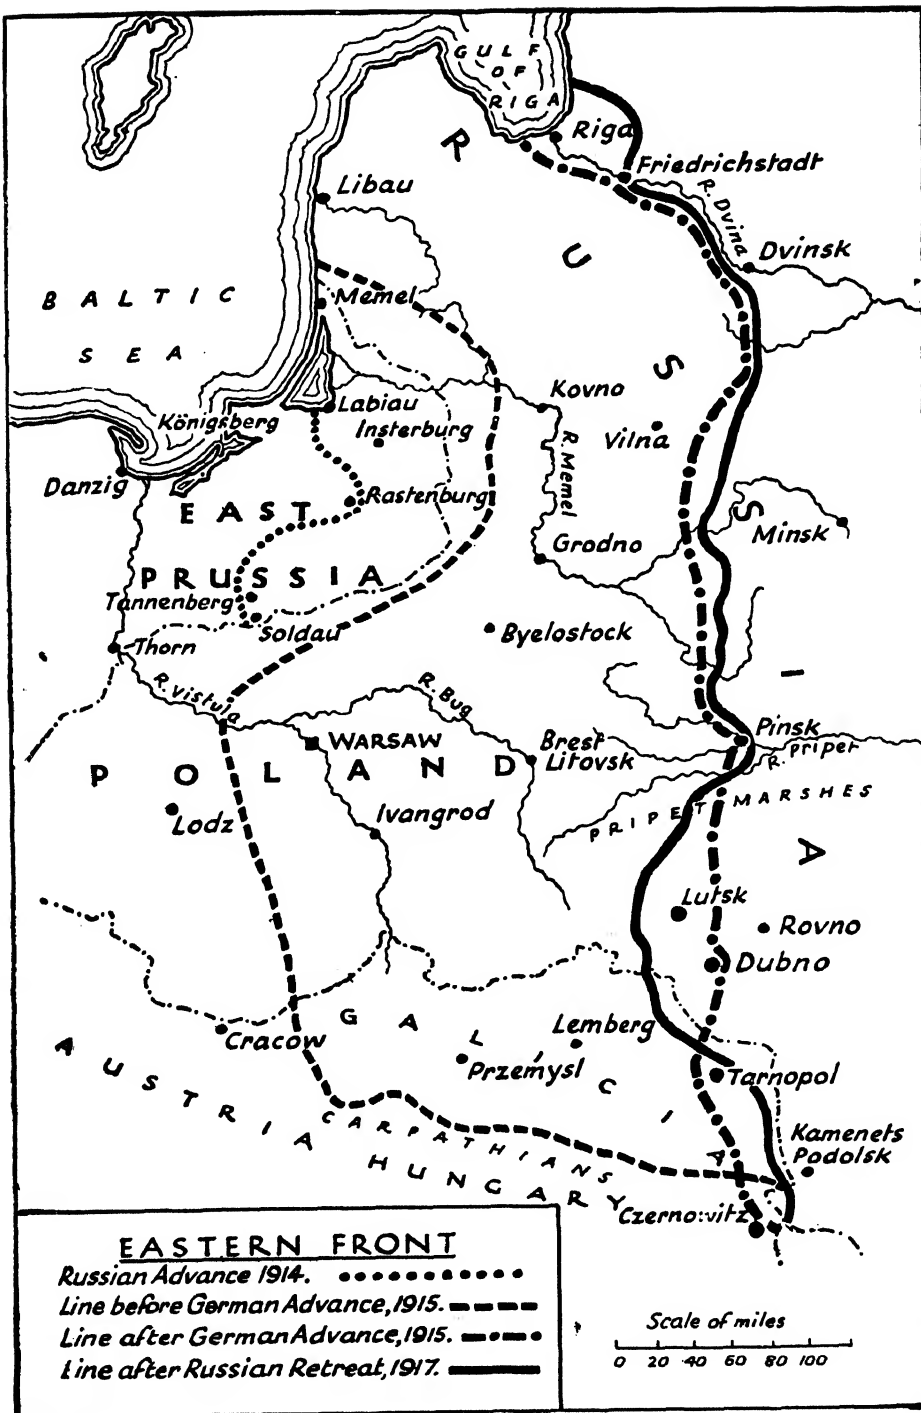 GULF
OF
RIGA
Riga
Friedrichstadt
R. Dvina
Dvinsk
Libau
RUSSIA
BALTIC
SEA
Memel
Kovno
Labiau
Königsberg
Insterburg
Vilna
R. Memel
Danzig
Rastenburg
EAST
PRUSSIA
Minsk
Grodno
Tannenberg
Soldau
Byelostock
Thorn
R. Vistula
R. Bug
Pinsk
R. Pripet
WARSAW
Brest
Litovsk
POLAND
PRIPET MARSHES
Lodz
Ivangrod
Lutsk
Rovno
Dubno
GALICIA
Cracow
Lemberg
Przemysl
Tarnopol
AUSTRIA HUNGARY
CARPATHIANS
Kamenets
Podolsk
Czernowitz
EASTERN FRONT
Russian Advance 1914.
Line before German Advance, 1915.
Line after German Advance, 1915.
Line after Russian Retreat, 1917.
Scale of miles
0 20 40 60 80 100